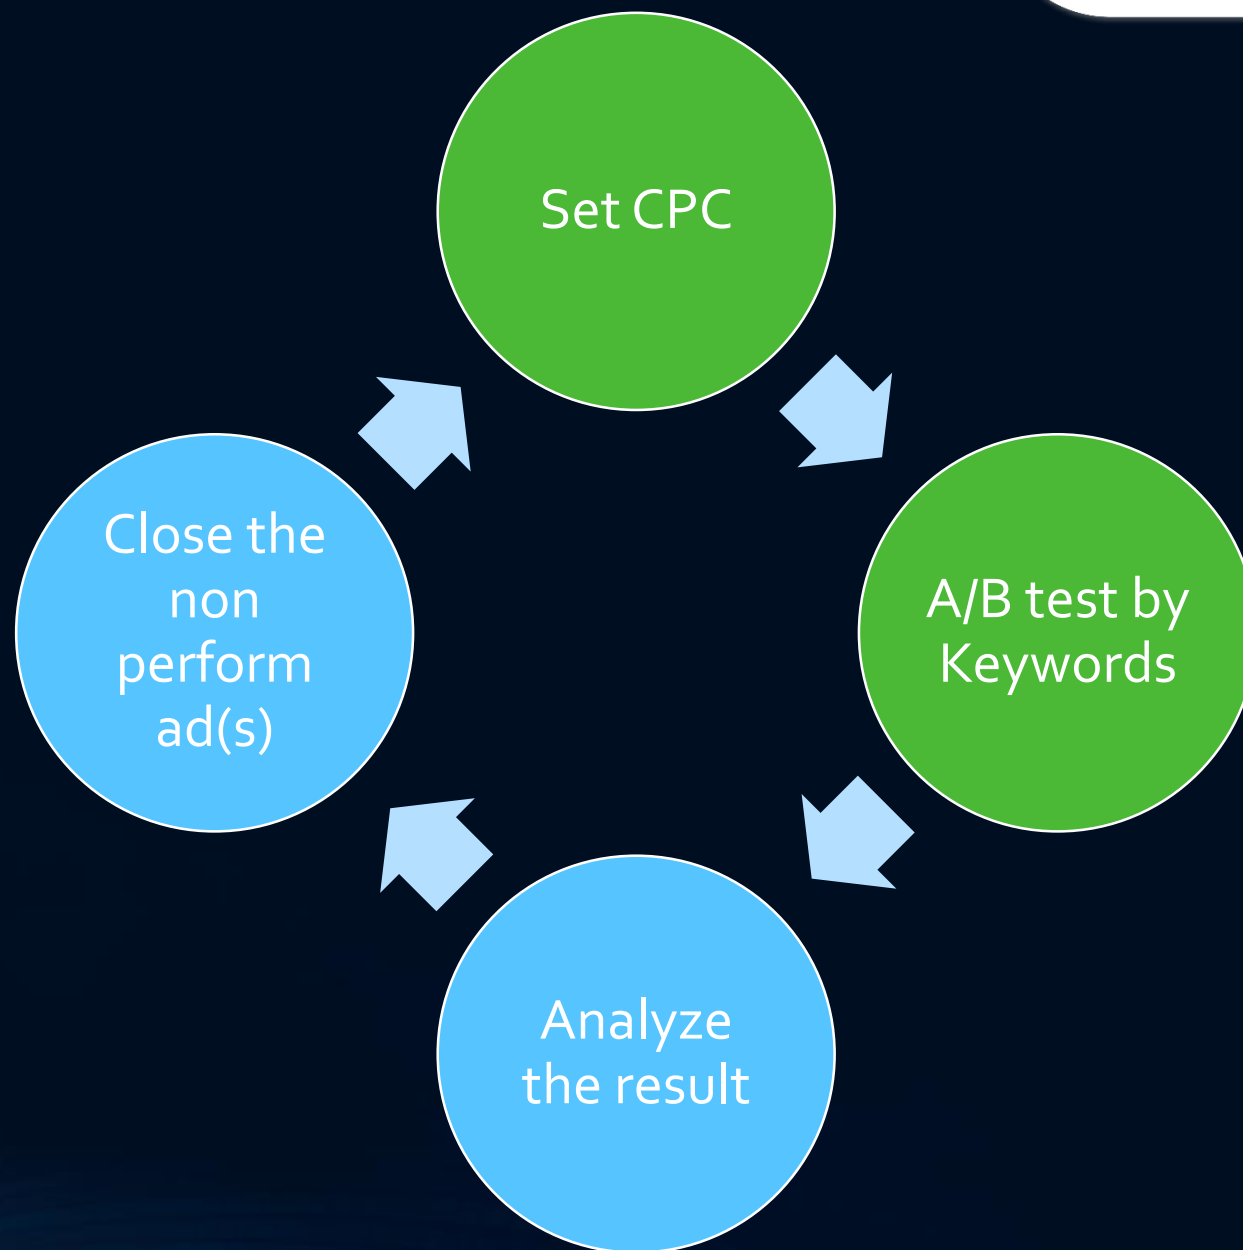 Set CPC
A/B test by
Keywords
Analyze
the result
Close the
non
perform
ad(s)